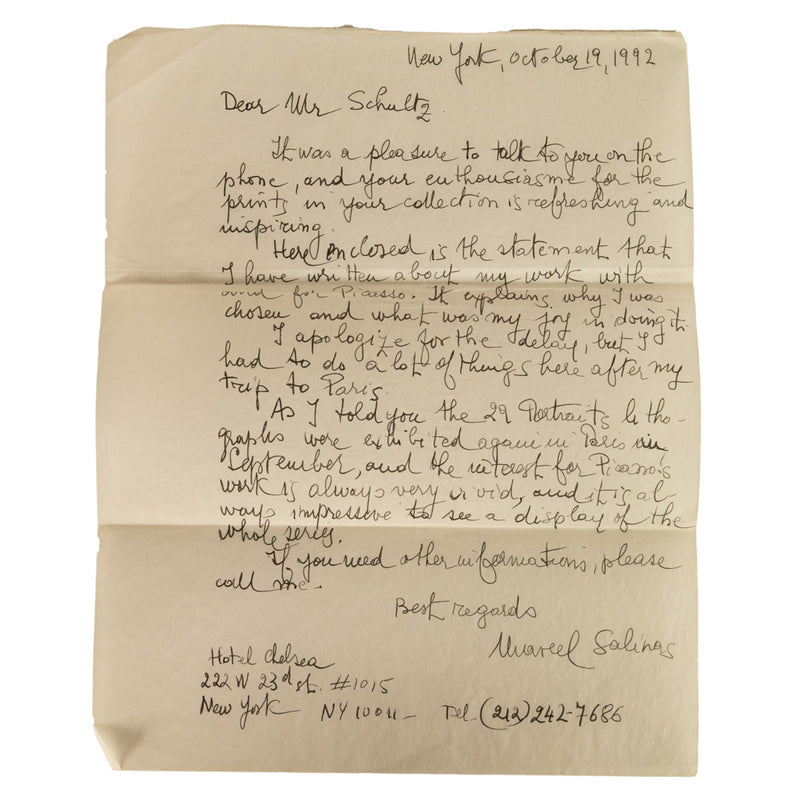 New York, October 19, 1992
Dear Mr Schultz
It was a pleasure to talk to you on the
phone, and your enthousiasme for the
prints in your collection is refreshing and
inspiring.
Here enclosed is the statement that
I have written about my work with
and for Picasso. It explains why I was
chosen and what was my joy in doing it.
I apologize for the delay, but I
had to do a lot of things here after my
trip to Paris.
As I told you the 29 Portraits litho-
graphs were exhibited again in Paris in
September, and the interest for Picasso's
work is always very vivid, and it is al-
ways impressive to see a display of the
whole series.
If you need other informations, please
call me.
Best regards
Marcel Salinas
Hotel Chelsea
222 W 23d st. #1015
New York NY 10011 - Tel. (212) 242-7686